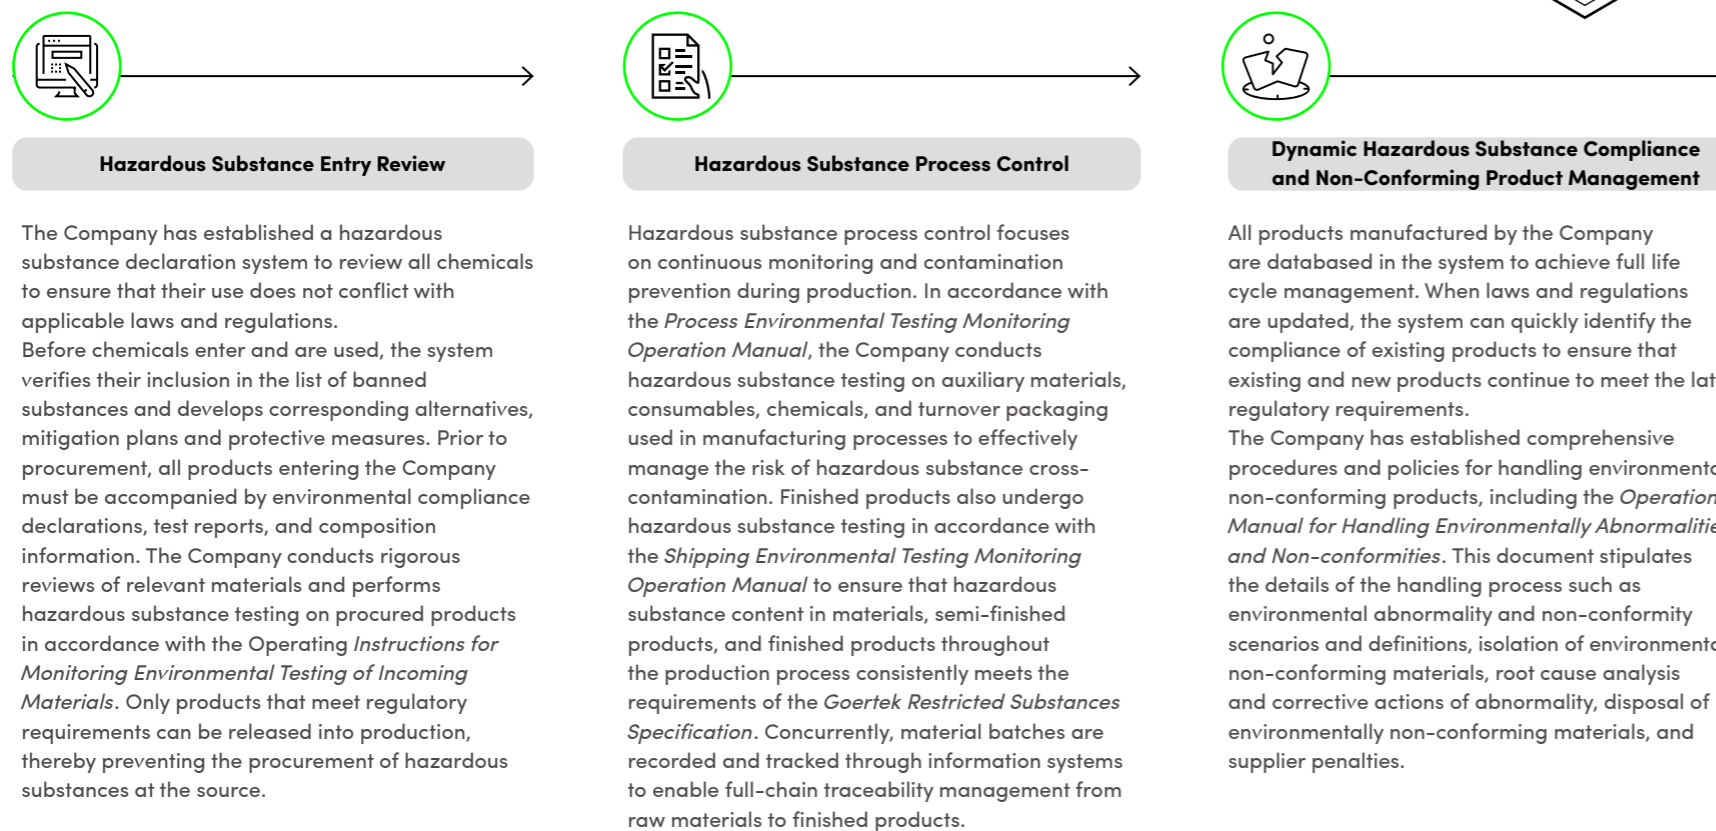 Hazardous Substance Entry Review
The Company has established a hazardous
substance declaration system to review all chemicals
to ensure that their use does not conflict with
applicable laws and regulations.
Before chemicals enter and are used, the system
verifies their inclusion in the list of banned
substances and develops corresponding alternatives,
mitigation plans and protective measures. Prior to
procurement, all products entering the Company
must be accompanied by environmental compliance
declarations, test reports, and composition
information. The Company conducts rigorous
reviews of relevant materials and performs
hazardous substance testing on procured products
in accordance with the Operating Instructions for
Monitoring Environmental Testing of Incoming
Materials. Only products that meet regulatory
requirements can be released into production,
thereby preventing the procurement of hazardous
substances at the source.
Hazardous Substance Process Control
Hazardous substance process control focuses
on continuous monitoring and contamination
prevention during production. In accordance with
the Process Environmental Testing Monitoring
Operation Manual, the Company conducts
hazardous substance testing on auxiliary materials,
consumables, chemicals, and turnover packaging
used in manufacturing processes to effectively
manage the risk of hazardous substance cross-
contamination. Finished products also undergo
hazardous substance testing in accordance with
the Shipping Environmental Testing Monitoring
Operation Manual to ensure that hazardous
substance content in materials, semi-finished
products, and finished products throughout
the production process consistently meets the
requirements of the Goertek Restricted Substances
Specification. Concurrently, material batches are
recorded and tracked through information systems
to enable full-chain traceability management from
raw materials to finished products.
Dynamic Hazardous Substance Compliance
and Non-Conforming Product Management
All products manufactured by the Company
are databased in the system to achieve full life
cycle management. When laws and regulations
are updated, the system can quickly identify the
compliance of existing products to ensure that
existing and new products continue to meet the
regulatory requirements.
The Company has established comprehensive
procedures and policies for handling
non-conforming products, including the Operation
Manual for Handling Environmentally
and Non-conformities. This document stipulates
the details of the handling process such as
environmental abnormality and non-conformity
scenarios and definitions, isolation of
non-conforming materials, root cause analysis
and corrective actions of abnormality, disposal of
environmentally non-conforming materials, and
supplier penalties.